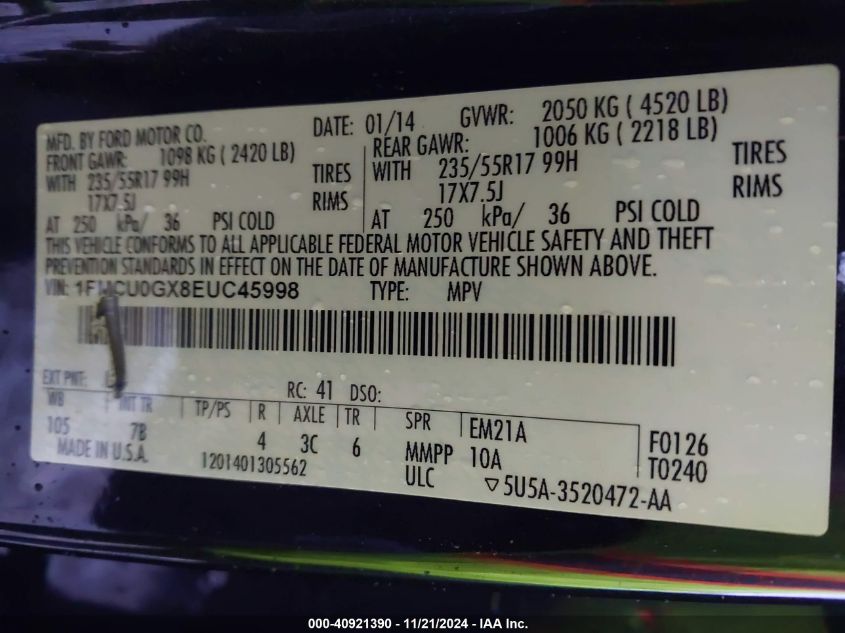 MFD. BY FORD MOTOR CO.
DATE: 01/14 GVWR: 2050 KG ( 4520 LB)
FRONT GAWR: 1098 KG ( 2420 LB)
WITH 235/55R17 99H TIRES
17X7.5J RIMS
AT 250 kPa/ 36 PSI COLD
REAR GAWR: 1006 KG ( 2218 LB)
WITH 235/55R17 99H TIRES
17X7.5J RIMS
AT 250 kPa/ 36 PSI COLD
THIS VEHICLE CONFORMS TO ALL APPLICABLE FEDERAL MOTOR VEHICLE SAFETY AND THEFT
PREVENTION STANDARDS IN EFFECT ON THE DATE OF MANUFACTURE SHOWN ABOVE.
VIN: 1FMCU0GX8EUC45998 TYPE: MPV
EXT PNT: RC: 41 DSO:
WB INT TR TP/PS R AXLE TR SPR EM21A
105 7B 4 3C 6 MMPP 10A F0126
MADE IN U.S.A. 1201401305562 ULC T0240
▽5U5A-3520472-AA
000-40921390 - 11/21/2024 - IAA Inc.